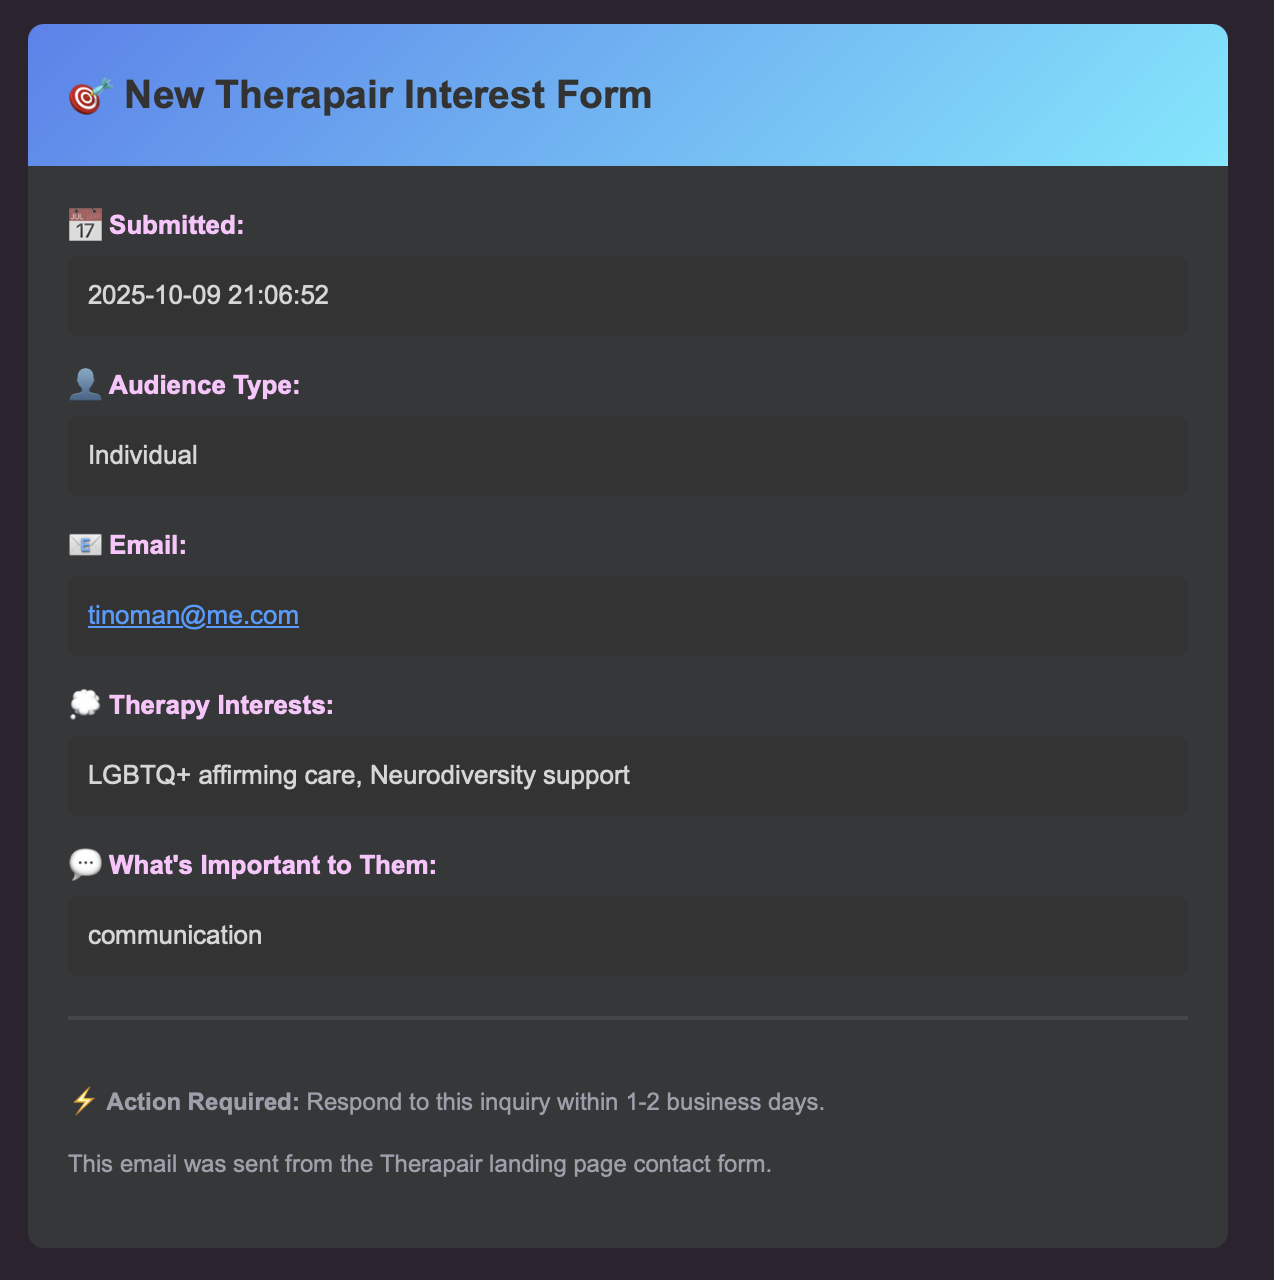 🎯 New Therapair Interest Form
📅 Submitted:
2025-10-09 21:06:52
👤 Audience Type:
Individual
📧 Email:
tinoman@me.com
💭 Therapy Interests:
LGBTQ+ affirming care, Neurodiversity support
💬 What's Important to Them:
communication
⚡ Action Required: Respond to this inquiry within 1-2 business days.
This email was sent from the Therapair landing page contact form.